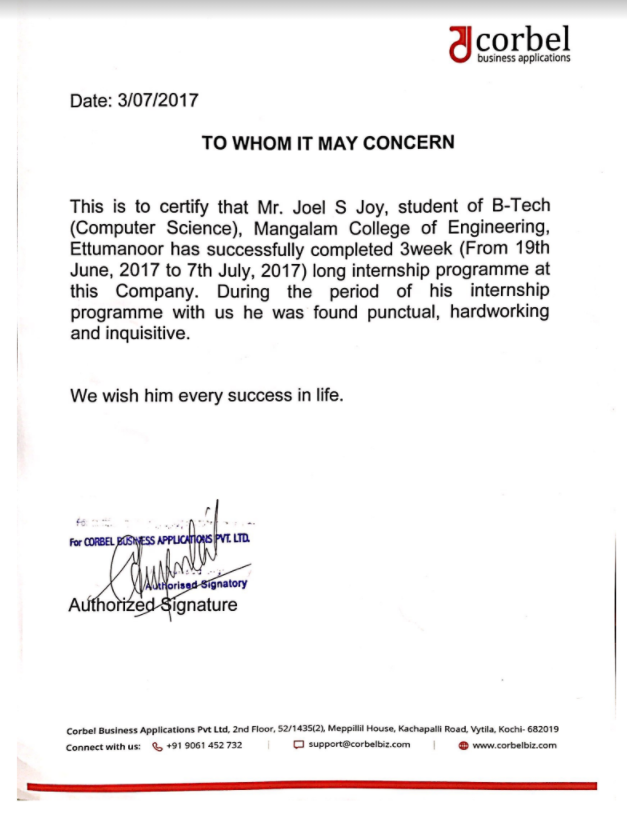 corbel
business applications
Date: 3/07/2017
TO WHOM IT MAY CONCERN
This is to certify that Mr. Joel S Joy, student of B-Tech
(Computer Science), Mangalam College of Engineering,
Ettumanoor has successfully completed 3week (From 19th
June, 2017 to 7th July, 2017) long internship programme at
this Company. During the period of his internship
programme with us he was found punctual, hardworking
and inquisitive.
We wish him every success in life.
For CORBEL BUSINESS APPLICATIONS PVT. LTD.
Authorised Signatory
Authorized Signature
Corbel Business Applications Pvt Ltd, 2nd Floor, 52/1435(2), Meppillil House, Kachapalli Road, Vytila, Kochi- 682019
Connect with us: +91 9061 452 732 | support@corbelbiz.com | www.corbelbiz.com